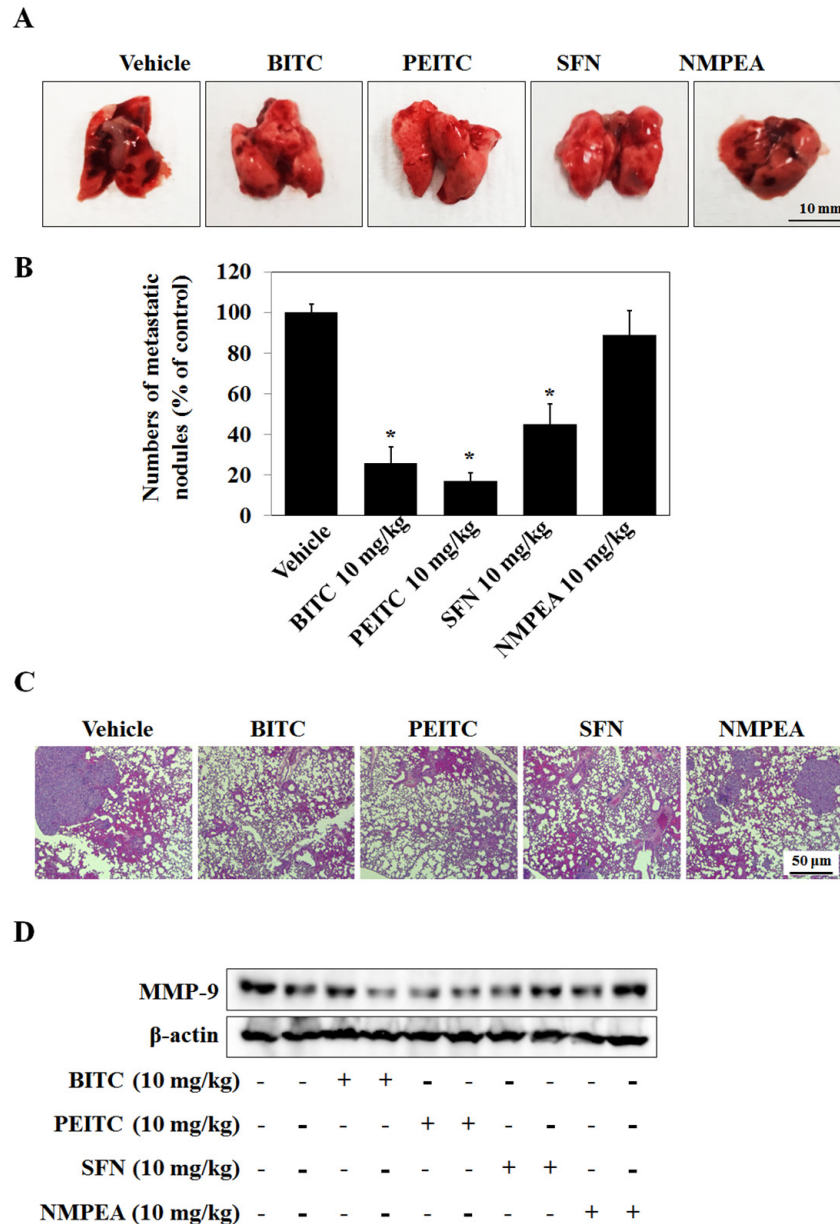 A
Vehicle BITC PEITC SFN NMPEA
10 mm
B
Numbers of metastatic
nodules (% of control)
120
100
80
60
40
20
0
*
*
*
Vehicle
BITC 10 mg/kg
PEITC 10 mg/kg
SFN 10 mg/kg
NMPEA 10 mg/kg
C
Vehicle BITC PEITC SFN NMPEA
50 μm
D
MMP-9
β-actin
BITC (10 mg/kg) - - + + - - - - - -
PEITC (10 mg/kg) - - - - + + - - - -
SFN (10 mg/kg) - - - - - - + + - -
NMPEA (10 mg/kg) - - - - - - - - + +